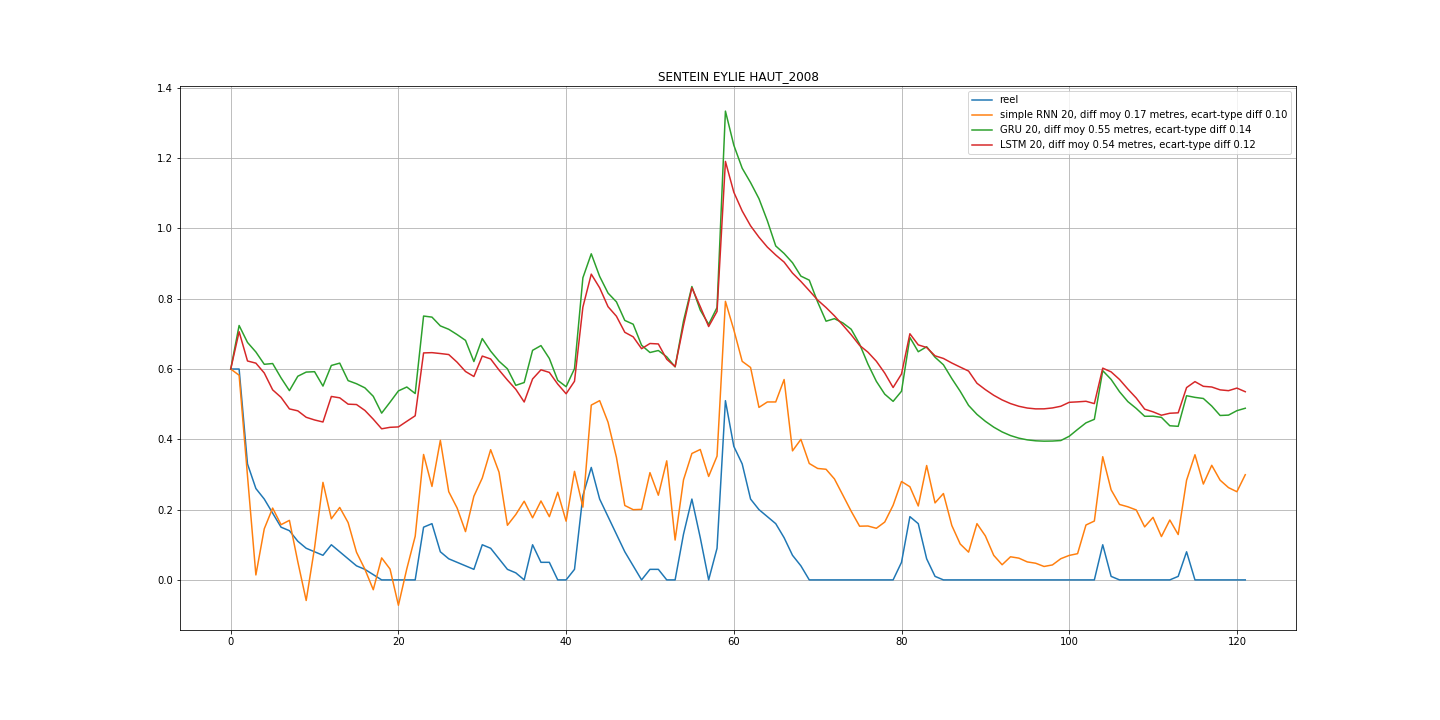 SENTEIN EYLIE HAUT_2008
1.4
1.2
1.0
0.8
0.6
0.4
0.2
0.0
reel
simple RNN 20, diff moy 0.17 metres, ecart-type diff 0.10
GRU 20, diff moy 0.55 metres, ecart-type diff 0.14
LSTM 20, diff moy 0.54 metres, ecart-type diff 0.12
0 20 40 60 80 100 120